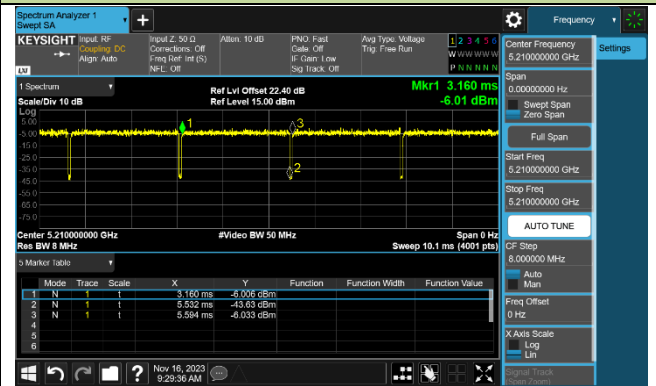 Spectrum Analyzer 1
Swept SA
+
Frequency
KEYSIGHT
Input: RF
Coupling: DC
Align: Auto
Input Z: 50 Ω
Corrections: Off
Freq Ref: Int (S)
NFE: Off
Atten: 10 dB
PNO: Fast
Gate: Off
IF Gain: Low
Sig Track: Off
Avg Type: Voltage
Trig: Free Run
1 2 3 4 5 6
W W W W W W
P N N N N N
LXI
1 Spectrum
Scale/Div 10 dB
Ref Lvl Offset 22.40 dB
Ref Level 15.00 dBm
Mkr1 3.160 ms
-6.01 dBm
Log
5.00
-5.00
-15.0
-25.0
-35.0
-45.0
-55.0
-65.0
-75.0
1
3
2
Center 5.210000000 GHz
Res BW 8 MHz
#Video BW 50 MHz
Span 0 Hz
Sweep 10.1 ms (4001 pts)
5 Marker Table
Mode Trace Scale X Y Function Function Width Function Value
1 N 1 t 3.160 ms -6.006 dBm
2 N 1 t 5.532 ms -43.63 dBm
3 N 1 t 5.594 ms -6.033 dBm
4
5
6
?
Nov 16, 2023
9:29:36 AM
Center Frequency
5.210000000 GHz
Span
0.00000000 Hz
Swept Span
Zero Span
Full Span
Start Freq
5.210000000 GHz
Stop Freq
5.210000000 GHz
AUTO TUNE
CF Step
8.000000 MHz
Auto
Man
Freq Offset
0 Hz
X Axis Scale
Log
Lin
Signal Track
(Span Zoom)
Settings